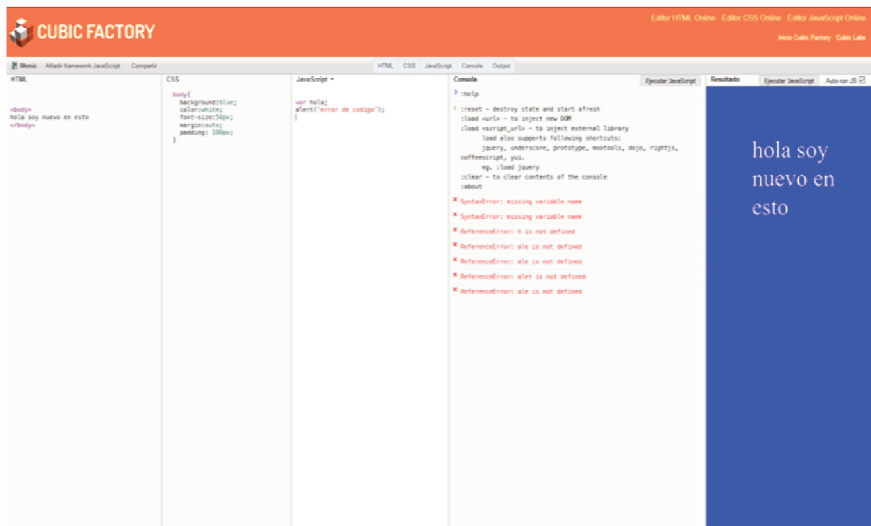 CUBIC FACTORY
Editor HTML Online Editor CSS Online Editor JavaScript Online
Inicio Cubic Factory Cubic Labs
Menú Añadir framework JavaScript Compartir
HTML CSS JavaScript Console Output
HTML
<body>
hola soy nuevo en esto
</body>
CSS
body{
background:blue;
color:white;
font-size:50px;
margin:auto;
padding: 100px;
}
JavaScript
var hola;
alert("error de codigo");
Consola
Ejecutar JavaScript
:help
:reset - destroy state and start afresh
:load <url> - to inject new DOM
:load <script_url> - to inject external library
load also supports following shortcuts:
jquery, underscore, prototype, mootools, dojo, rightjs,
coffeescript, yui.
eg. :load jquery
:clear - to clear contents of the console
:about
SyntaxError: missing variable name
SyntaxError: missing variable name
ReferenceError: h is not defined
ReferenceError: ale is not defined
ReferenceError: ale is not defined
ReferenceError: alet is not defined
ReferenceError: ale is not defined
Resultado
Ejecutar JavaScript
Auto-run JS
hola soy
nuevo en
esto